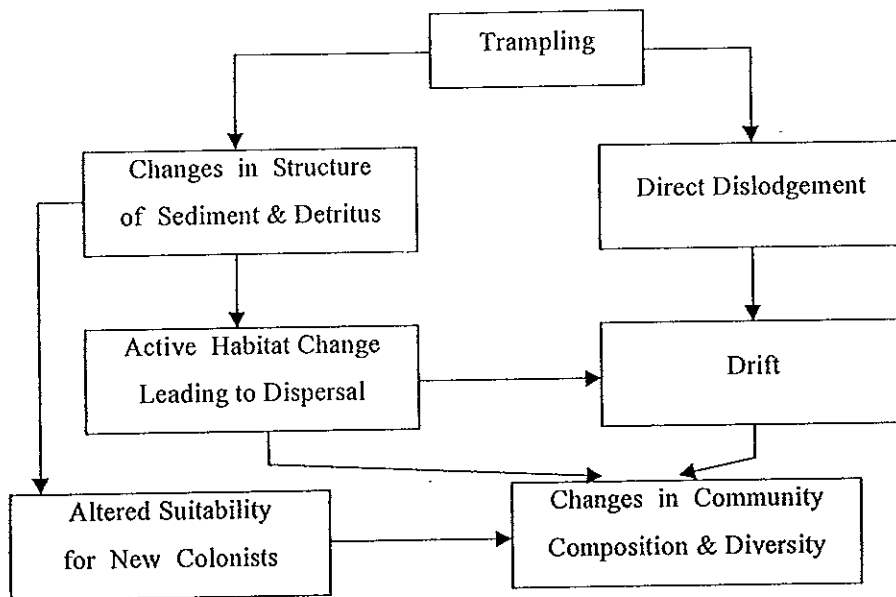 Trampling
Changes in Structure
of Sediment & Detritus
Direct Dislodgement
Active Habitat Change
Leading to Dispersal
Drift
Altered Suitability
for New Colonists
Changes in Community
Composition & Diversity